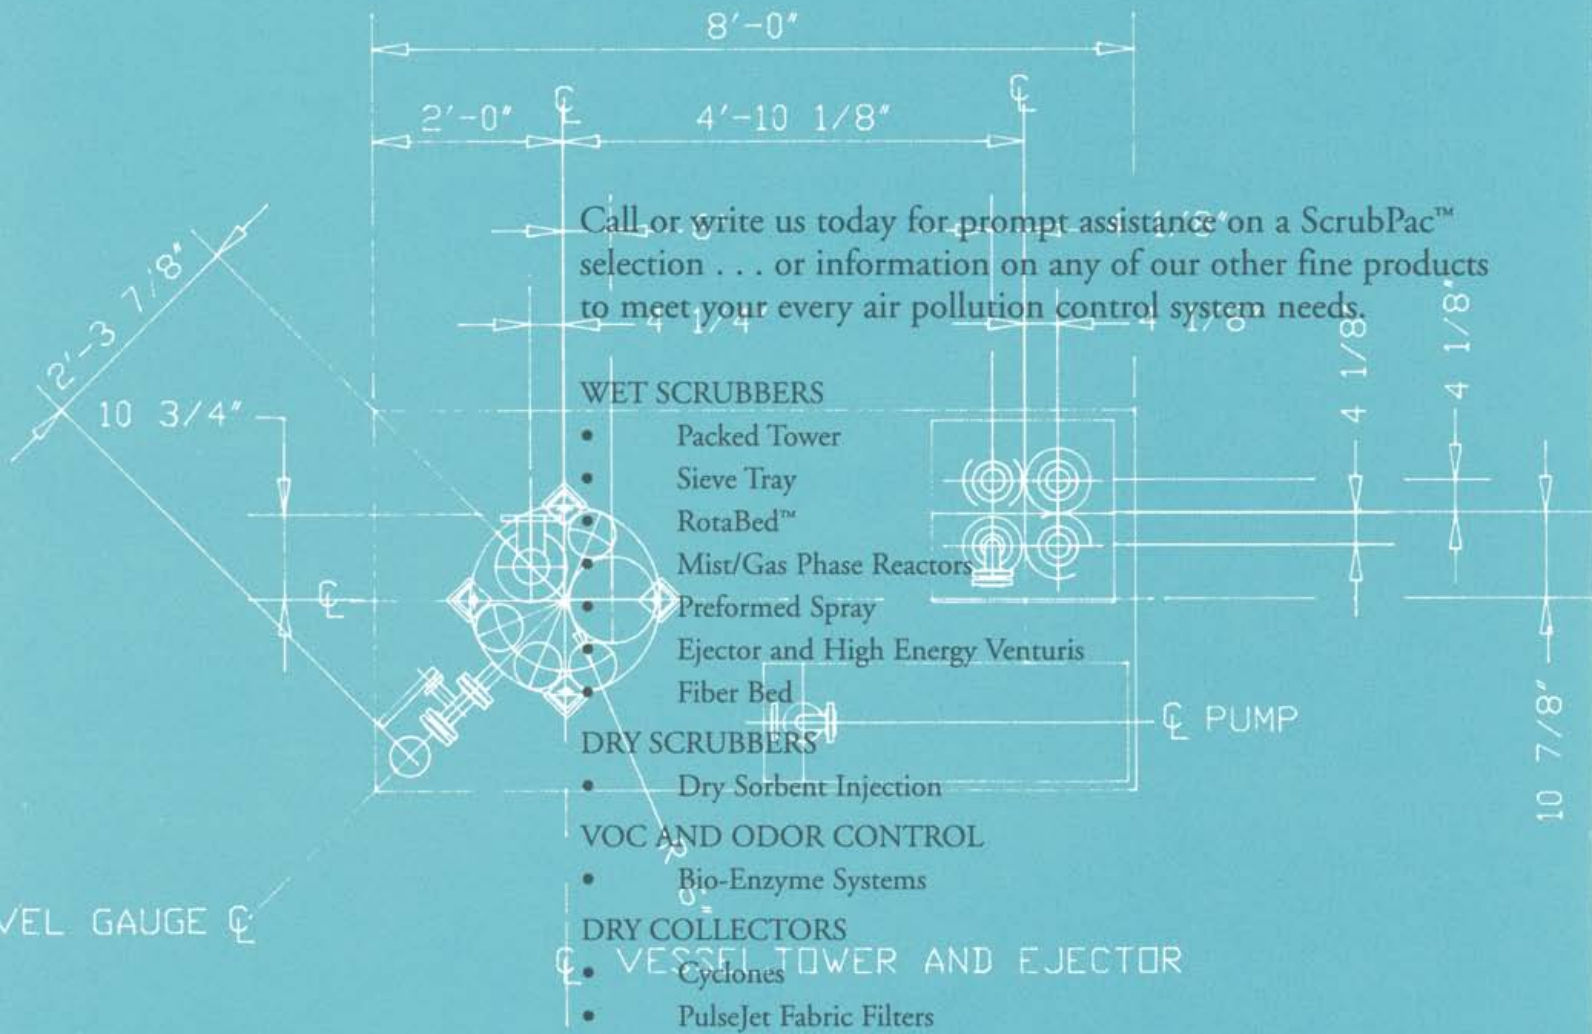 8'-0"
2'-0"
4'-10 1/8"
Call or write us today for prompt assistance on a ScrubPac™
selection . . . or information on any of our other fine products
to meet your every air pollution control system needs.
4 1/4"
4 1/8"
4 1/8"
4 1/8"
2'-3 7/8"
10 3/4"
WET SCRUBBERS
• Packed Tower
• Sieve Tray
• RotaBed™
• Mist/Gas Phase Reactors
• Preformed Spray
• Ejector and High Energy Venturis
• Fiber Bed
℄ PUMP
10 7/8"
DRY SCRUBBERS
• Dry Sorbent Injection
VOC AND ODOR CONTROL
• Bio-Enzyme Systems
VEL GAUGE ℄
DRY COLLECTORS
℄ VESSEL TOWER AND EJECTOR
• Cyclones
• PulseJet Fabric Filters